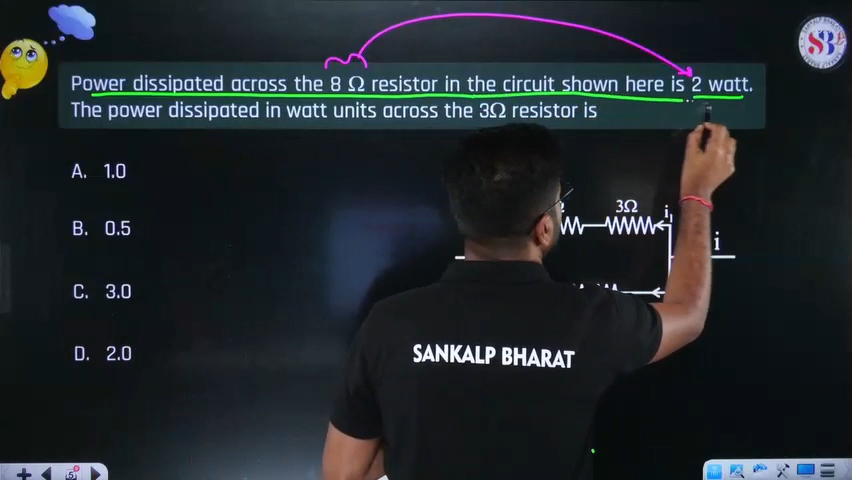 Power dissipated across the 8 Ω resistor in the circuit shown here is 2 watt.
The power dissipated in watt units across the 3Ω resistor is
A. 1.0
B. 0.5
C. 3.0
D. 2.0
3Ω
i
i
SANKALP BHARAT
SB